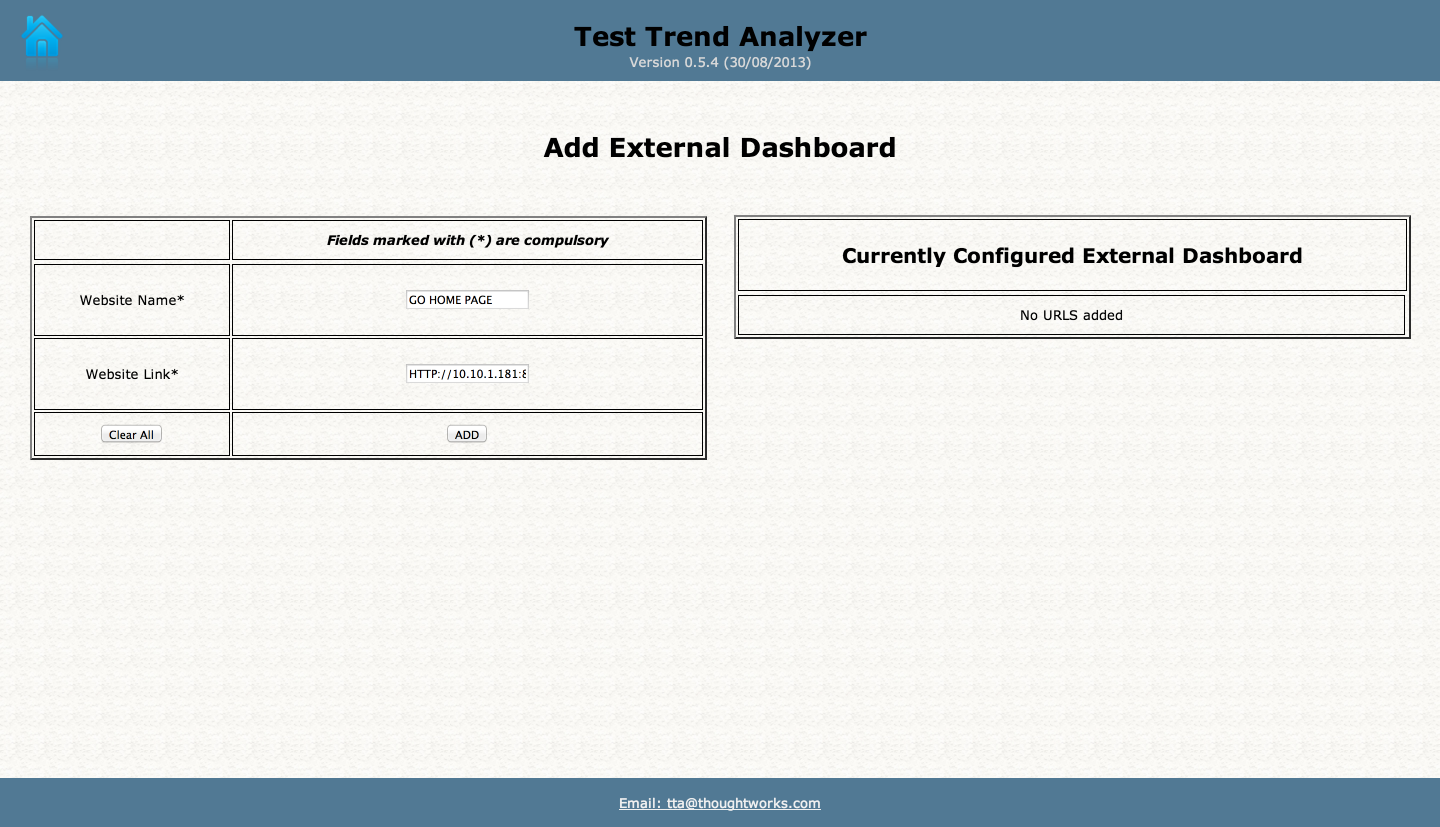 Test Trend Analyzer
Version 0.5.4 (30/08/2013)
Add External Dashboard
Fields marked with (*) are compulsory
Website Name*
GO HOME PAGE
Website Link*
HTTP://10.10.1.181:8
Clear All
ADD
Currently Configured External Dashboard
No URLS added
Email: tta@thoughtworks.com